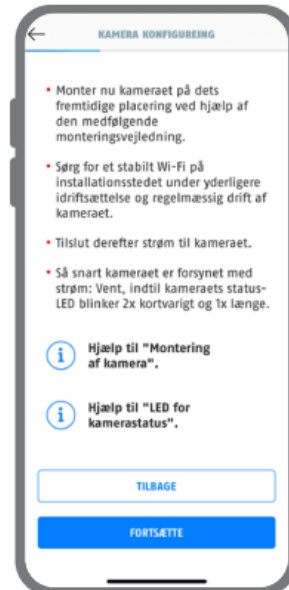 KAMERA KONFIGUREING
• Monter nu kameraet på dets
fremtidige placering ved hjælp af
den medfølgende
monteringsvejledning.
• Sørg for et stabilt Wi-Fi på
installationsstedet under yderligere
idriftsættelse og regelmæssig drift af
kameraet.
• Tilslut derefter strøm til kameraet.
• Så snart kameraet er forsynet med
strøm: Vent, indtil kameraets status-
LED blinker 2x kortvarigt og 1x længe.
Hjælp til "Montering
af kamera".
Hjælp til "LED for
kamerastatus".
TILBAGE
FORTSÆTTE